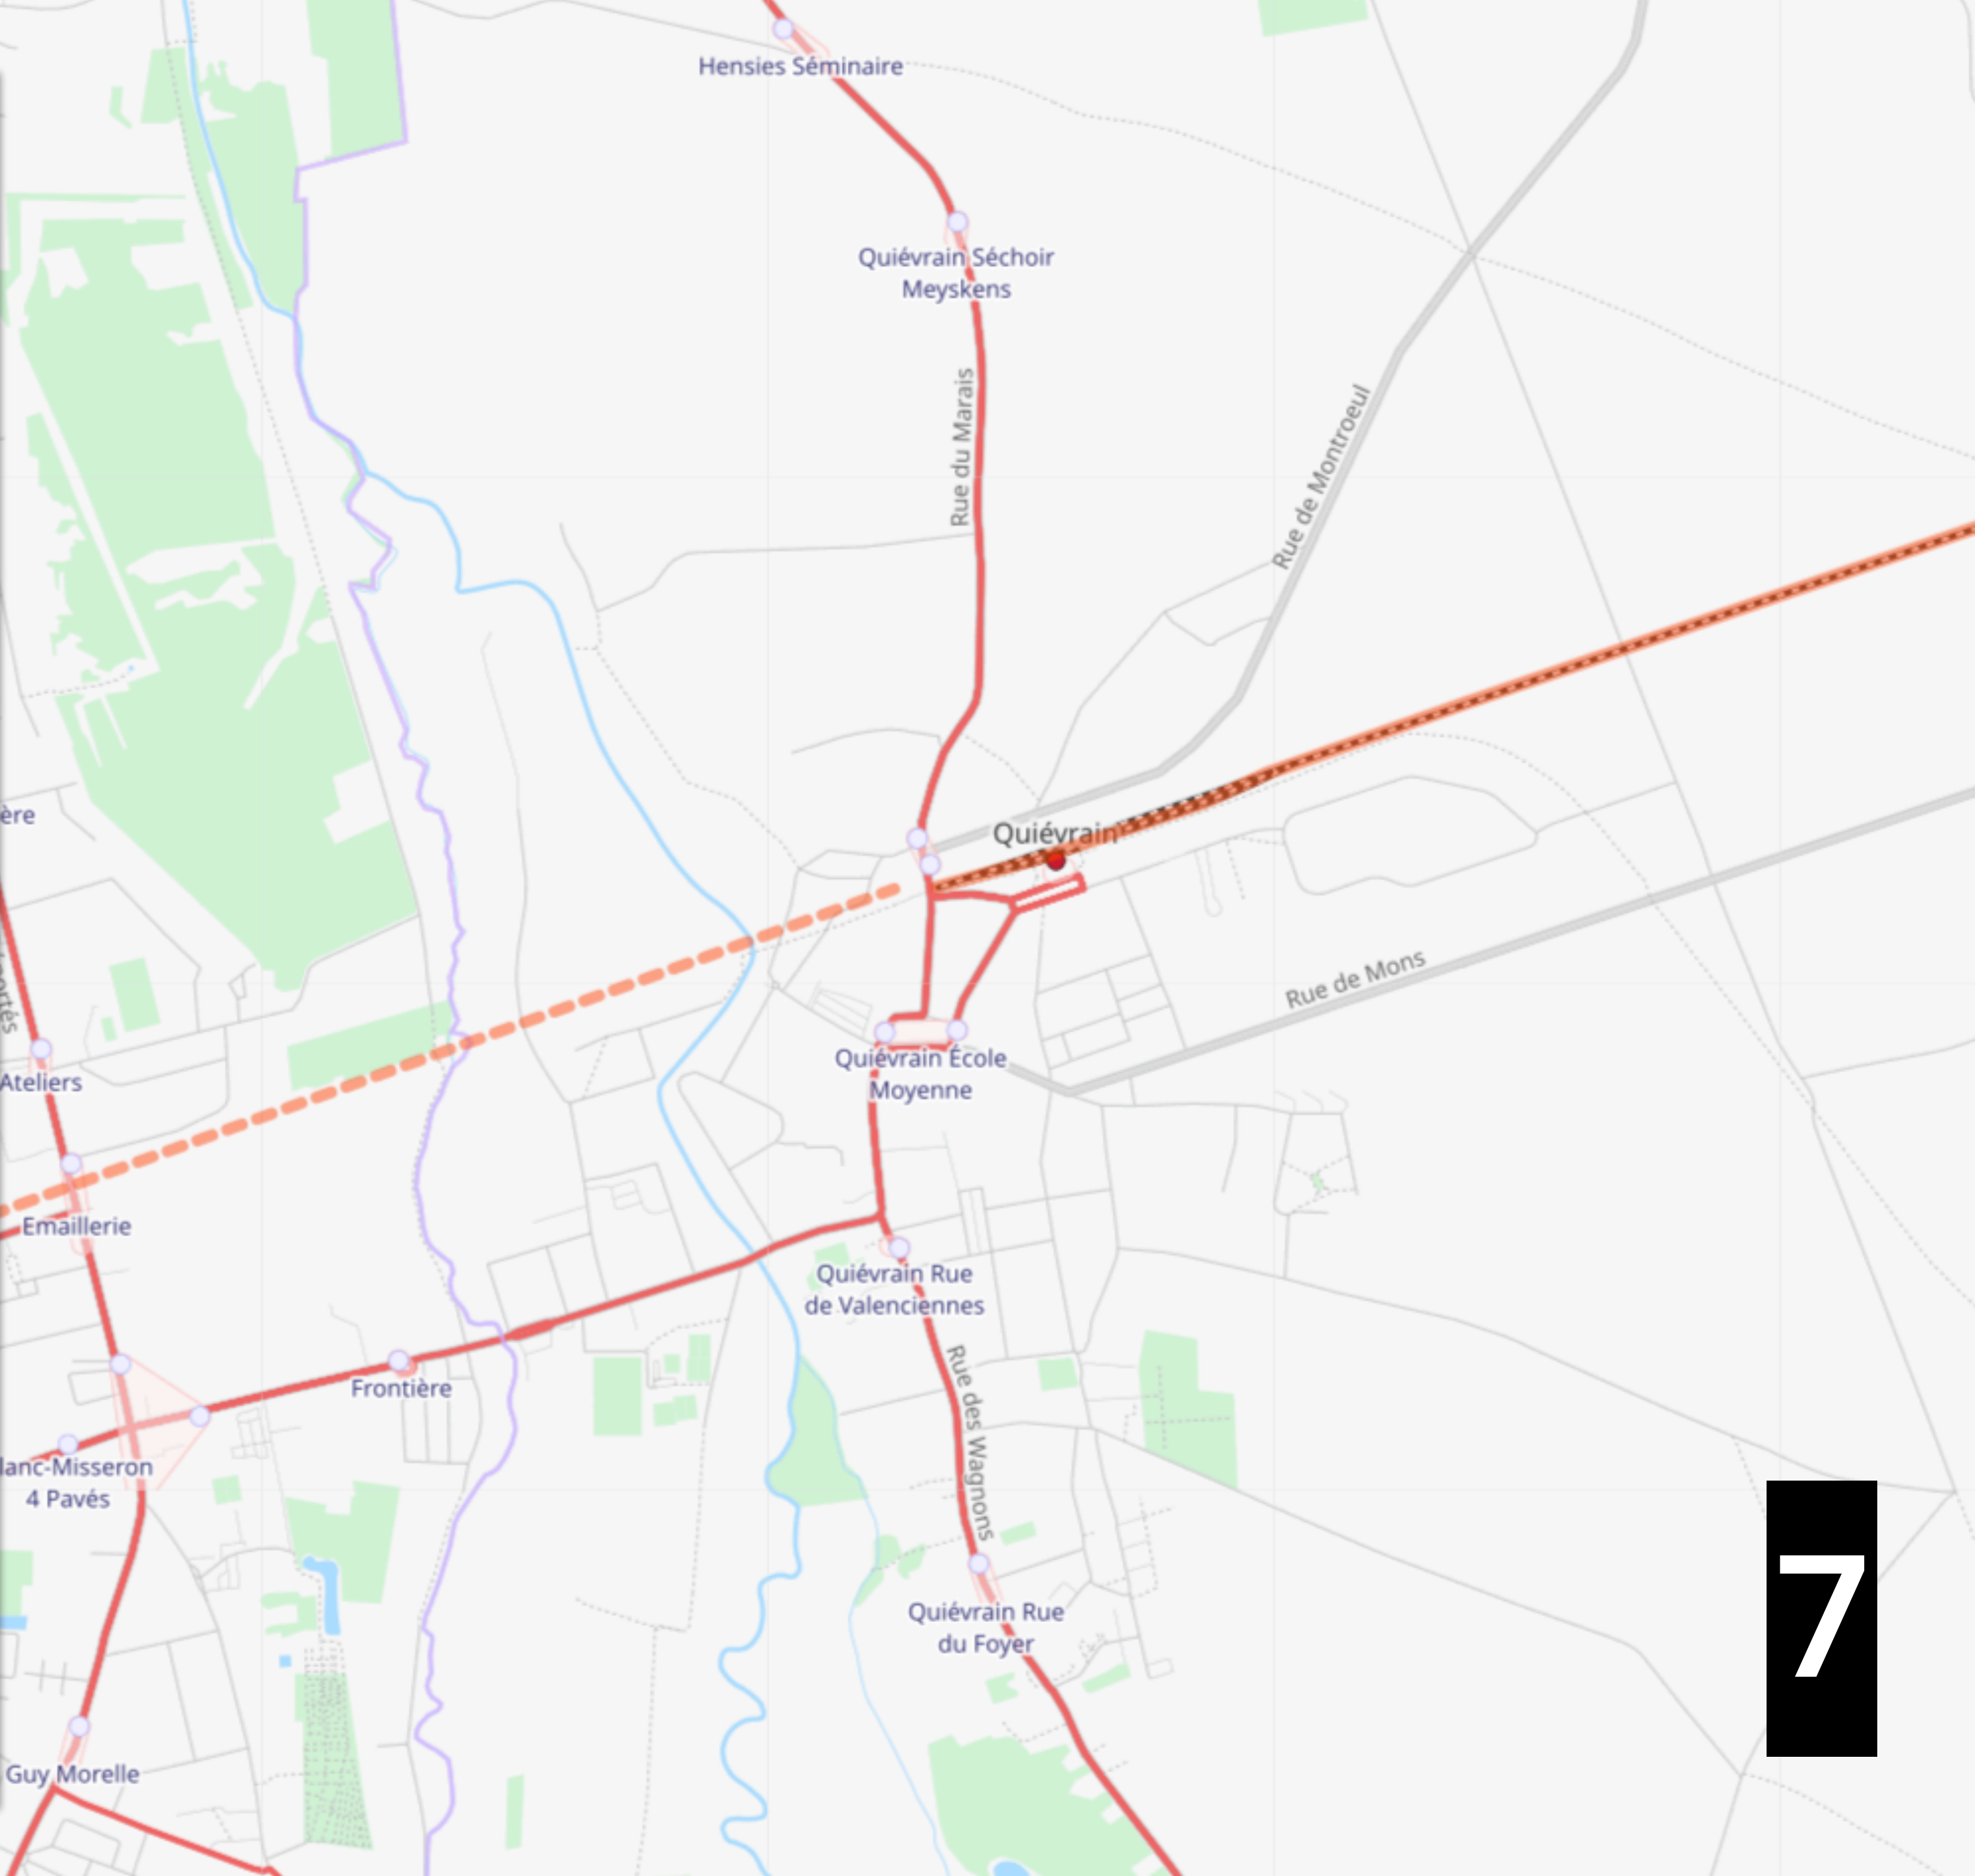 Hensies Séminaire
Quiévrain Séchoir
Meyskens
Rue du Marais
Rue de Montroeul
ère
Quiévrain
Rue de Mons
Ateliers
Quiévrain École
Moyenne
Emaillerie
Quiévrain Rue
de Valenciennes
Frontière
Rue des Wagnons
lanc-Misseron
4 Pavés
7
Quiévrain Rue
du Foyer
Guy Morelle